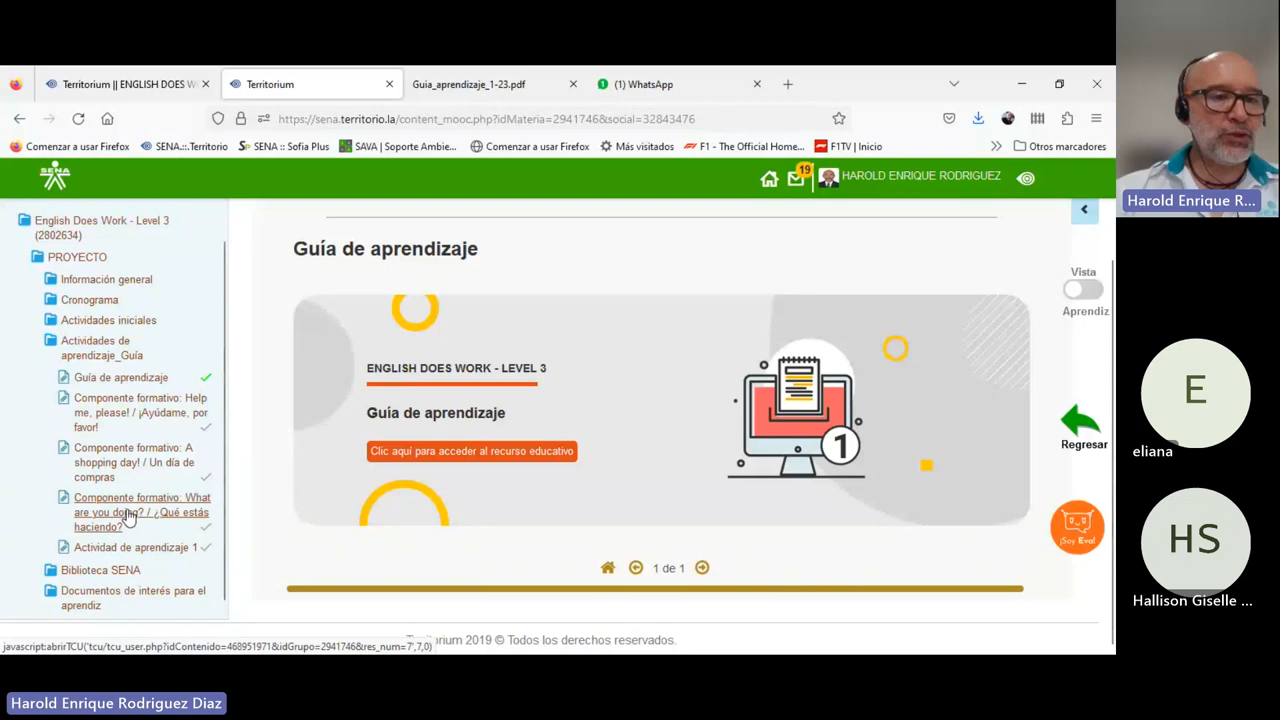 Territorium || ENGLISH DOES W
Territorium
Guia_aprendizaje_1-23.pdf
(1) WhatsApp
https://sena.territorio.la/content_mooc.php?idMateria=2941746&social=32843476
Comenzar a usar Firefox
SENA.::.Territorio
SENA :: Sofia Plus
SAVA | Soporte Ambie...
Comenzar a usar Firefox
Más visitados
F1 - The Official Home...
F1TV | Inicio
Otros marcadores
SENA
19
HAROLD ENRIQUE RODRIGUEZ
English Does Work - Level 3
(2802634)
PROYECTO
Información general
Cronograma
Actividades iniciales
Actividades de
aprendizaje_Guía
Guía de aprendizaje
Componente formativo: Help
me, please! / ¡Ayúdame, por
favor!
Componente formativo: A
shopping day! / Un día de
compras
Componente formativo: What
are you doing? / ¿Qué estás
haciendo?
Actividad de aprendizaje 1
Biblioteca SENA
Documentos de interés para el
aprendiz
javascript:abrirTCU('tcu/tcu_user.php?idContenido=468951971&idGrupo=2941746&res_num=7',7,0)
Guía de aprendizaje
ENGLISH DOES WORK - LEVEL 3
Guía de aprendizaje
Clic aquí para acceder al recurso educativo
1
1 de 1
Territorium 2019 © Todos los derechos reservados.
Vista
Aprendiz
Regresar
¡Soy Eva!
Harold Enrique R...
E
eliana
HS
Hallison Giselle ...
Harold Enrique Rodriguez Diaz